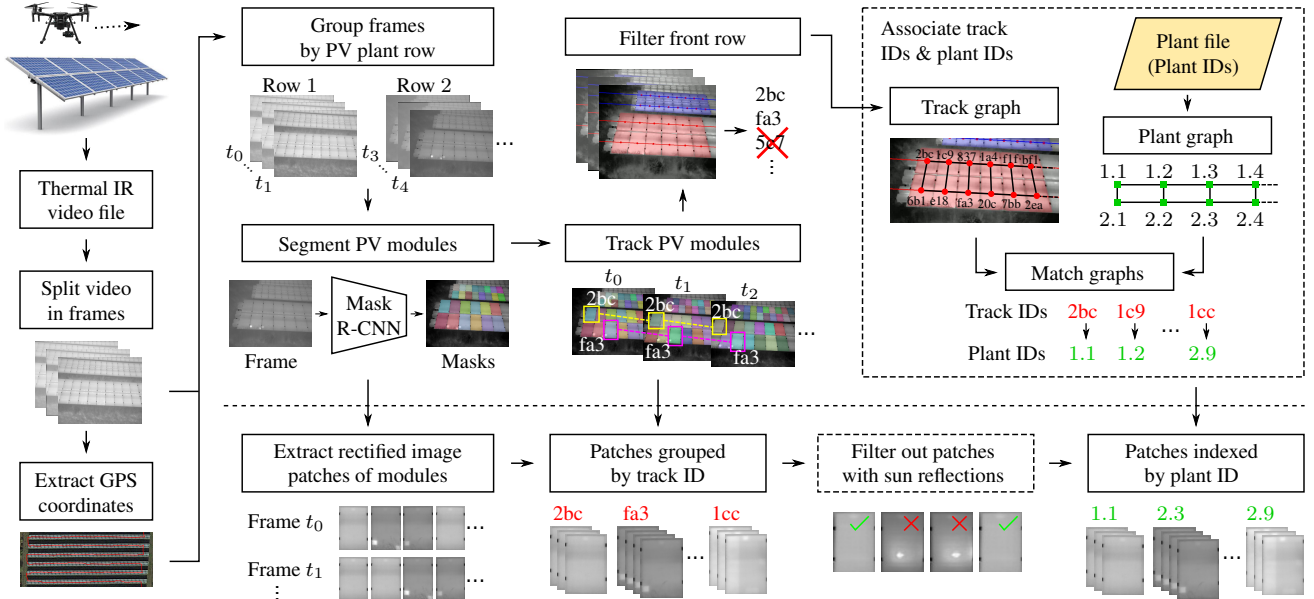 Thermal IR
video file
Split video
in frames
Extract GPS
coordinates
Group frames
by PV plant row
Row 1
Row 2
t0
t1
t3
t4
...
Segment PV modules
Mask
R-CNN
Frame
Masks
Filter front row
2bc
fa3
5c7
Track PV modules
t0
t1
t2
2bc
2bc
2bc
fa3
fa3
fa3
...
Associate track
IDs & plant IDs
Plant file
(Plant IDs)
Track graph
2bc 1c9 837 1a4 f1f bf1
6b1 e18 fa3 20c 7bb 2ea
Plant graph
1.1 1.2 1.3 1.4
2.1 2.2 2.3 2.4
Match graphs
Track IDs 2bc 1c9 ... 1cc
Plant IDs 1.1 1.2 2.9
Extract rectified image
patches of modules
Frame t0 ...
Frame t1 ...
Patches grouped
by track ID
2bc fa3 1cc
...
Filter out patches
with sun reflections
Patches indexed
by plant ID
1.1 2.3 2.9
...